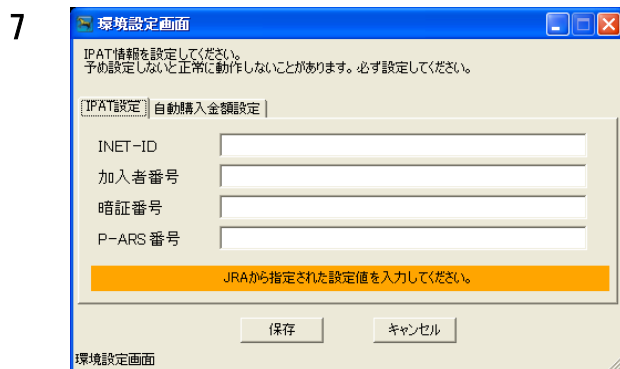 7
環境設定画面
IPAT情報を設定してください。
予め設定しないと正常に動作しないことがあります。必ず設定してください。
IPAT設定 自動購入金額設定
INET-ID
加入者番号
暗証番号
P-ARS番号
JRAから指定された設定値を入力してください。
保存 キャンセル
環境設定画面